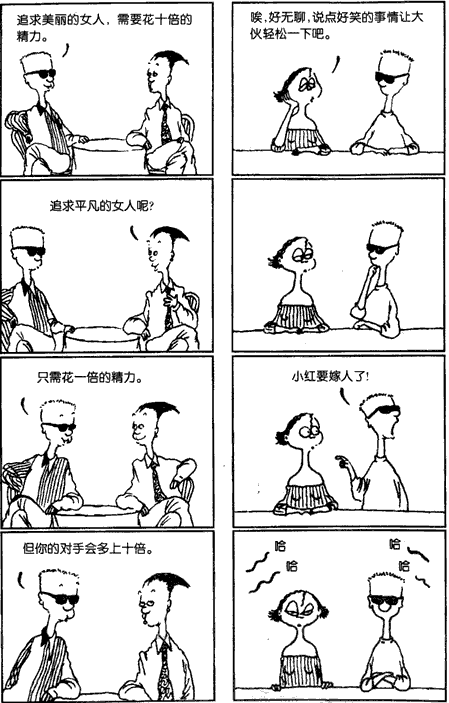 追求美丽的女人，需要花十倍的
精力。
追求平凡的女人呢?
只需花一倍的精力。
但你的对手会多上十倍。
唉,好无聊,说点好笑的事情让大
伙轻松一下吧。
小红要嫁人了!
哈
哈
哈
哈